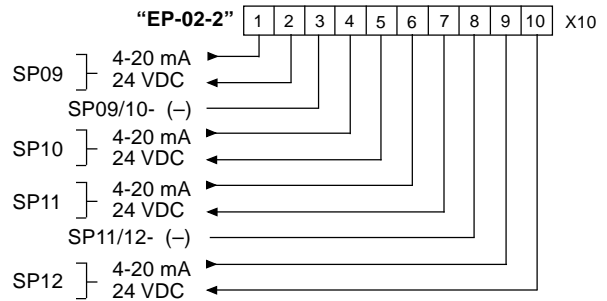 “EP-02-2” 1 2 3 4 5 6 7 8 9 10 X10
4-20 mA
SP09
24 VDC
SP09/10- (–)
4-20 mA
SP10
24 VDC
4-20 mA
SP11
24 VDC
SP11/12- (–)
4-20 mA
SP12
24 VDC